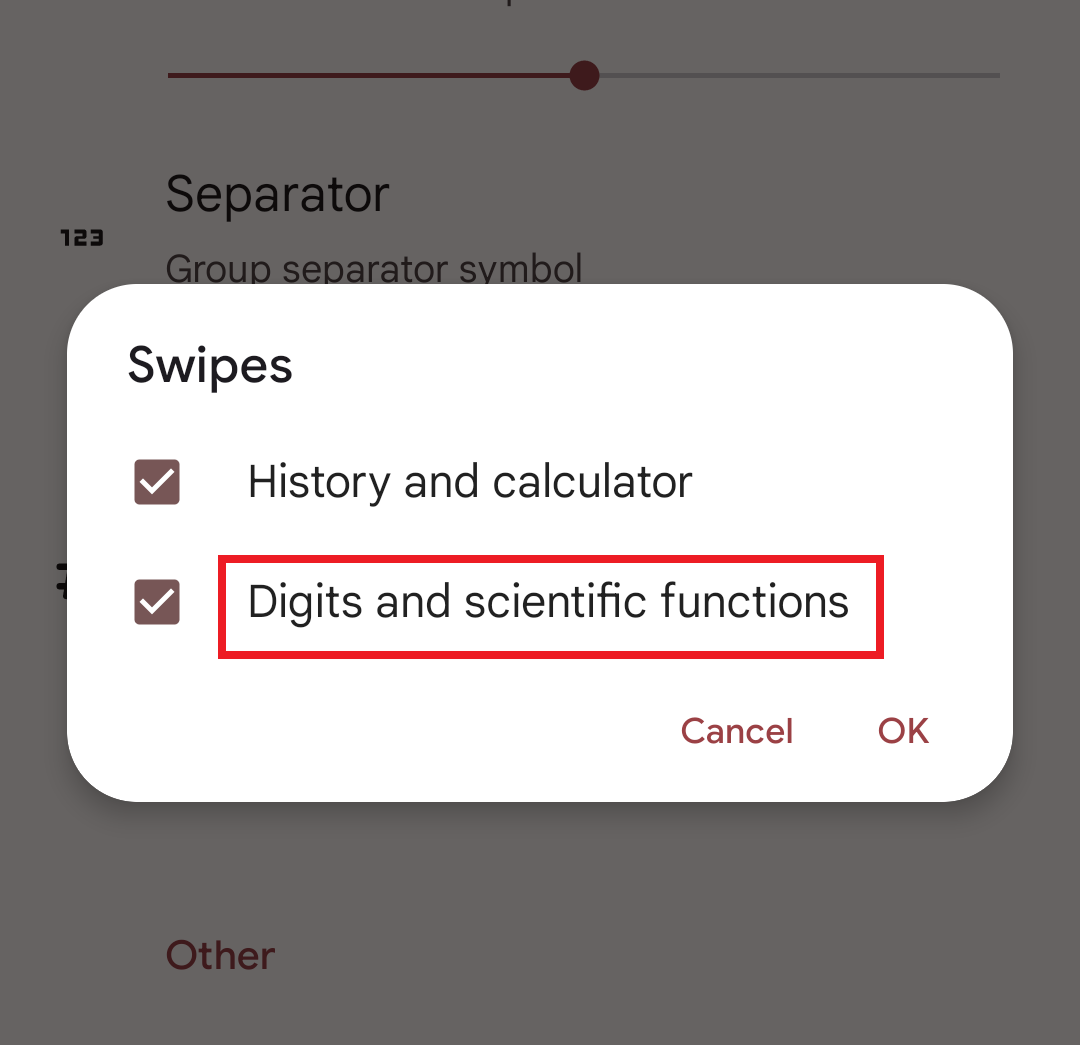 Separator
123
Group separator symbol
Swipes
History and calculator
Digits and scientific functions
Cancel OK
Other